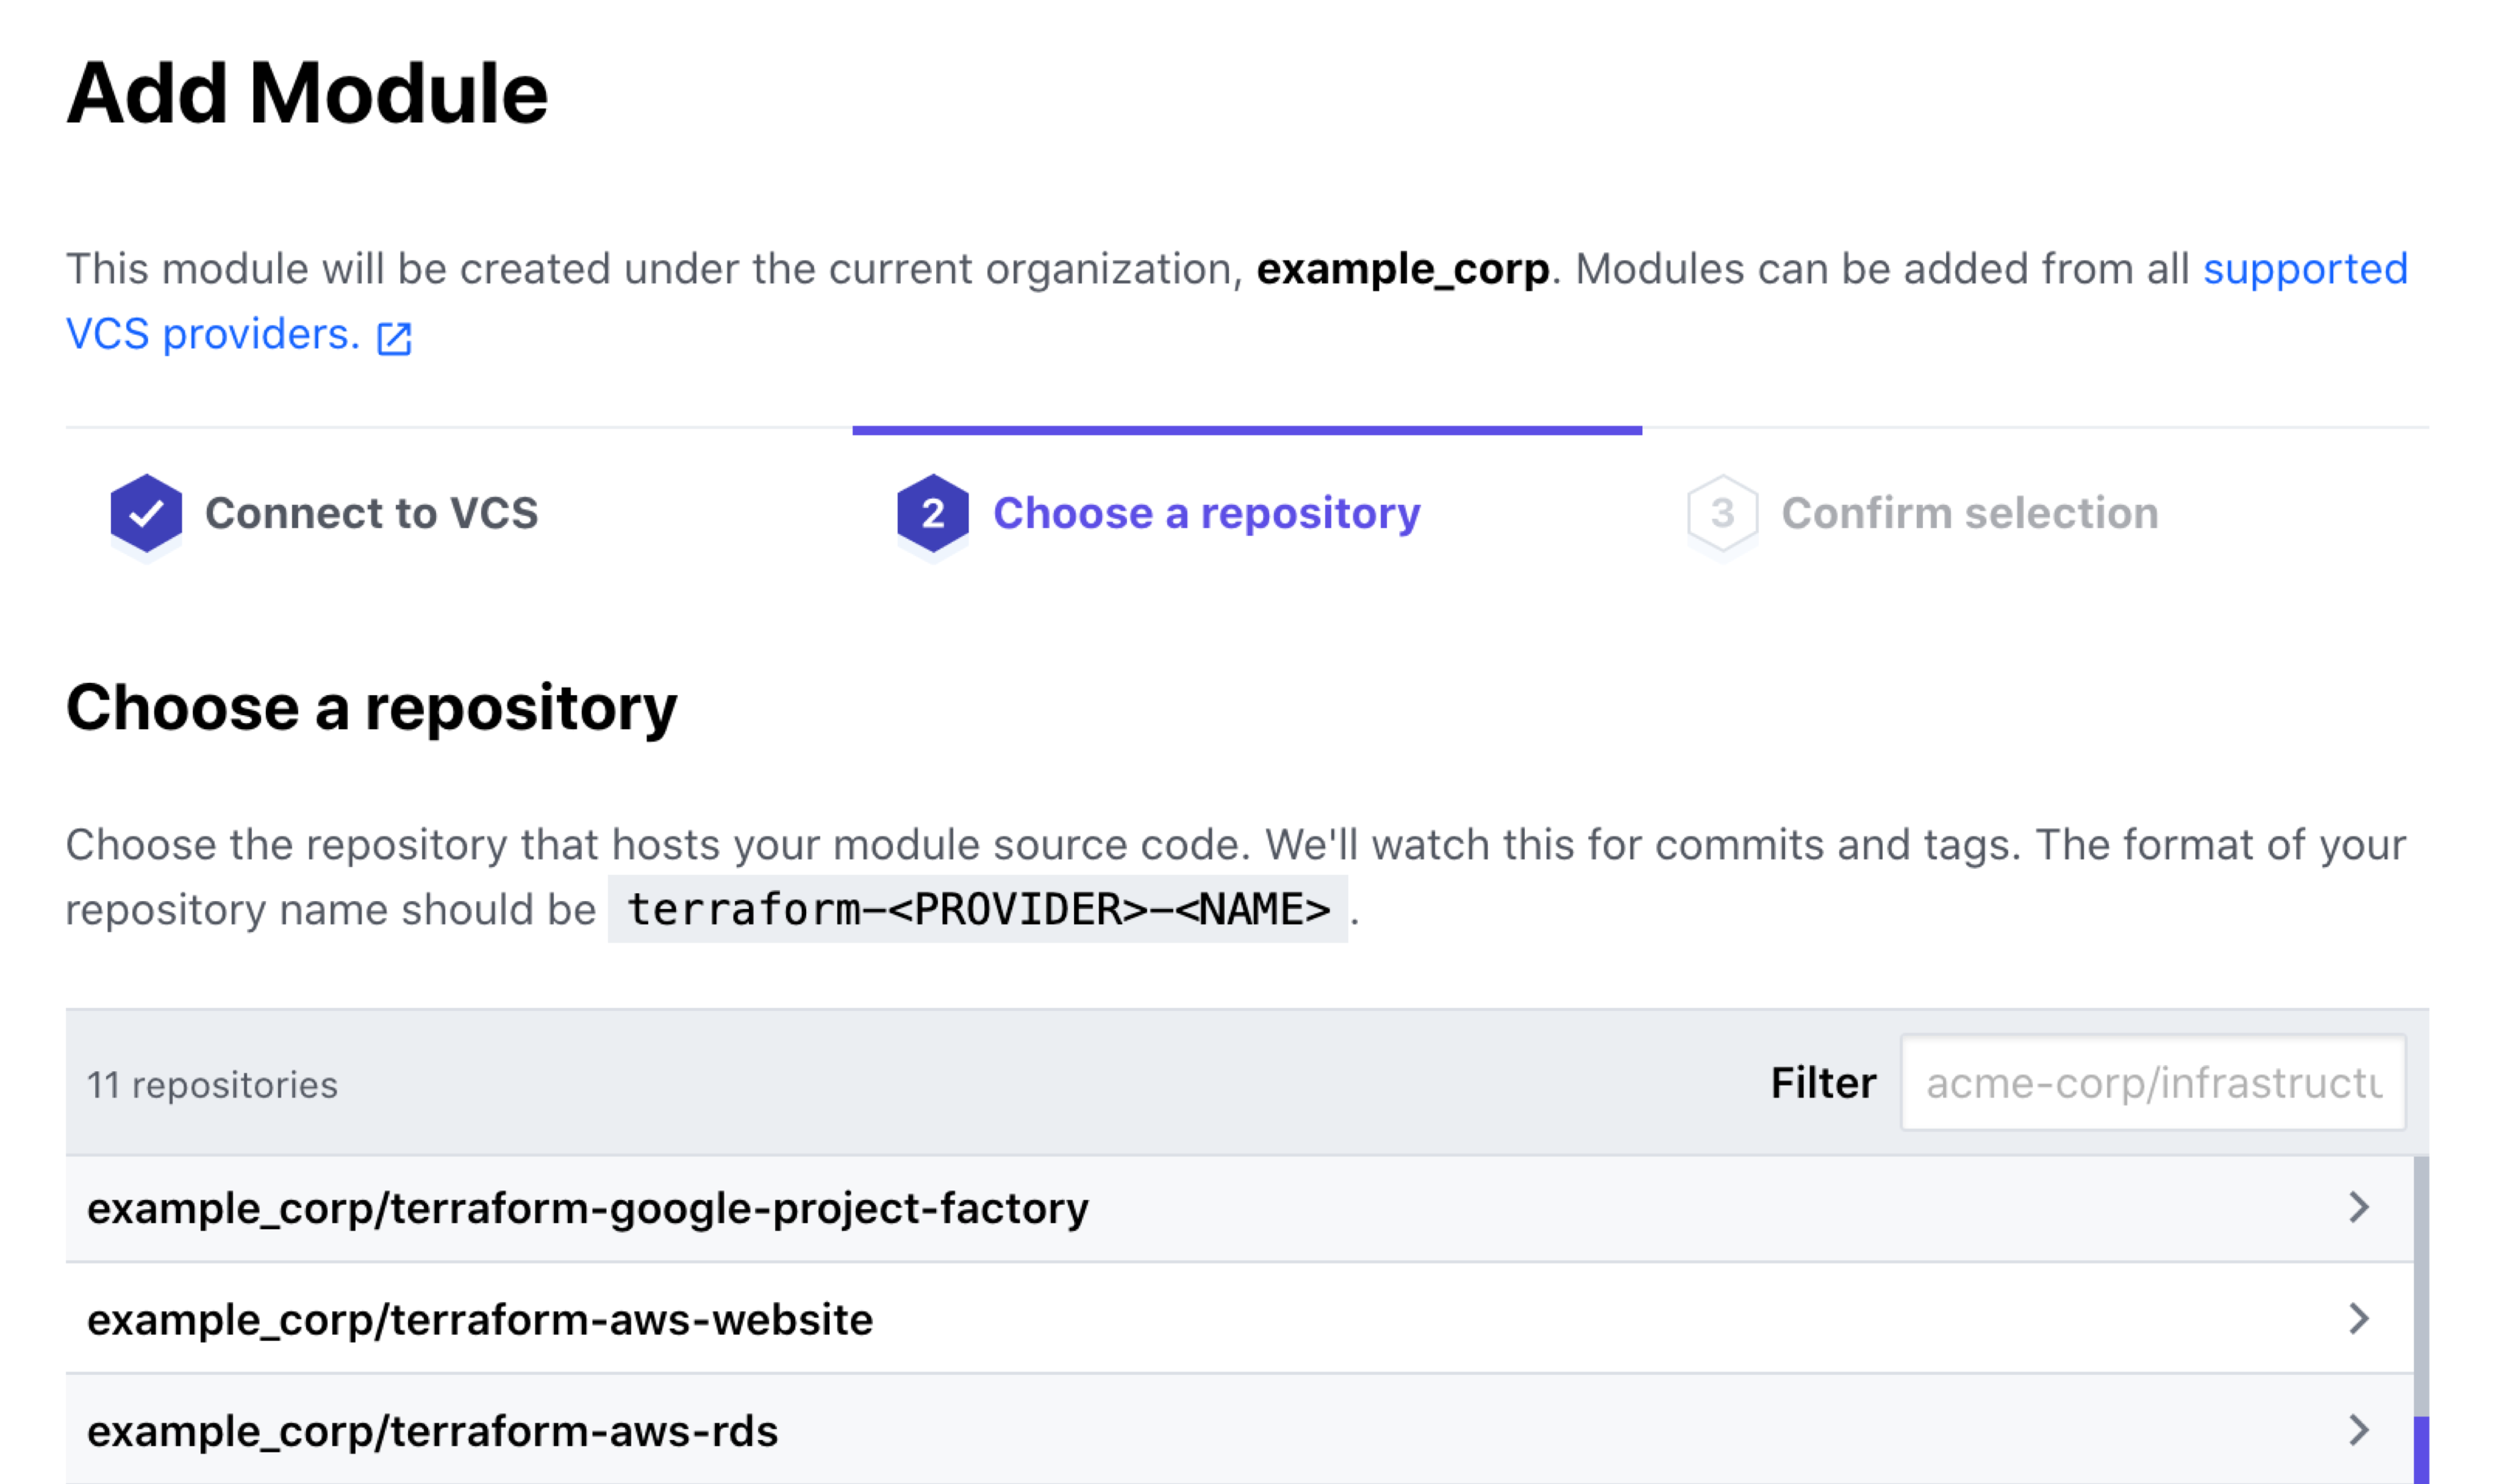 Add Module
This module will be created under the current organization, example_corp. Modules can be added from all supported
VCS providers.
Connect to VCS
2 Choose a repository
3 Confirm selection
Choose a repository
Choose the repository that hosts your module source code. We'll watch this for commits and tags. The format of your
repository name should be terraform-<PROVIDER>-<NAME> .
11 repositories
Filter acme-corp/infrastructu
example_corp/terraform-google-project-factory
example_corp/terraform-aws-website
example_corp/terraform-aws-rds